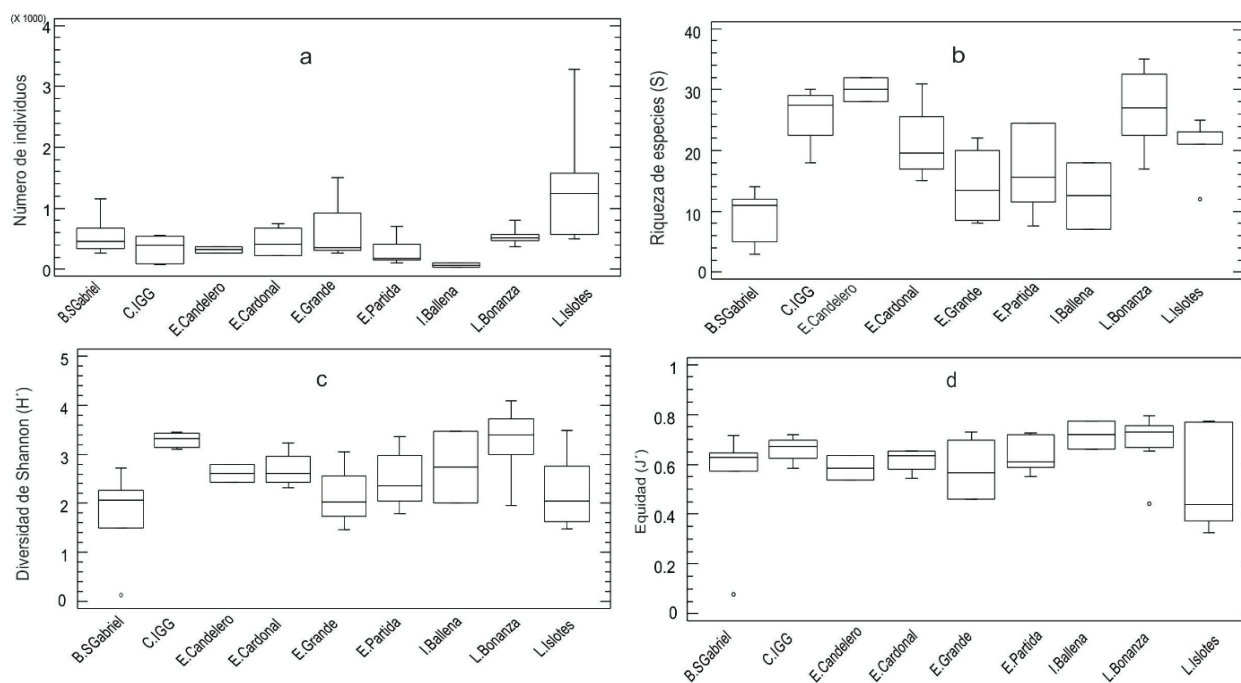 (X 1000)
4
3
2
1
0
Número de individuos
a
B.SGabriel
C.IGG
E.Candelero
E.Cardonal
E.Grande
E.Partida
I.Ballena
L.Bonanza
L.Islotes
40
30
20
10
0
Riqueza de especies (S)
b
B.SGabriel
C.IGG
E.Candelero
E.Cardonal
E.Grande
E.Partida
I.Ballena
L.Bonanza
L.Islotes
5
4
3
2
1
0
Diversidad de Shannon (H´)
c
B.SGabriel
C.IGG
E.Candelero
E.Cardonal
E.Grande
E.Partida
I.Ballena
L.Bonanza
L.Islotes
1
0.8
0.6
0.4
0.2
0
Equidad (J´)
d
B.SGabriel
C.IGG
E.Candelero
E.Cardonal
E.Grande
E.Partida
I.Ballena
L.Bonanza
L.Islotes